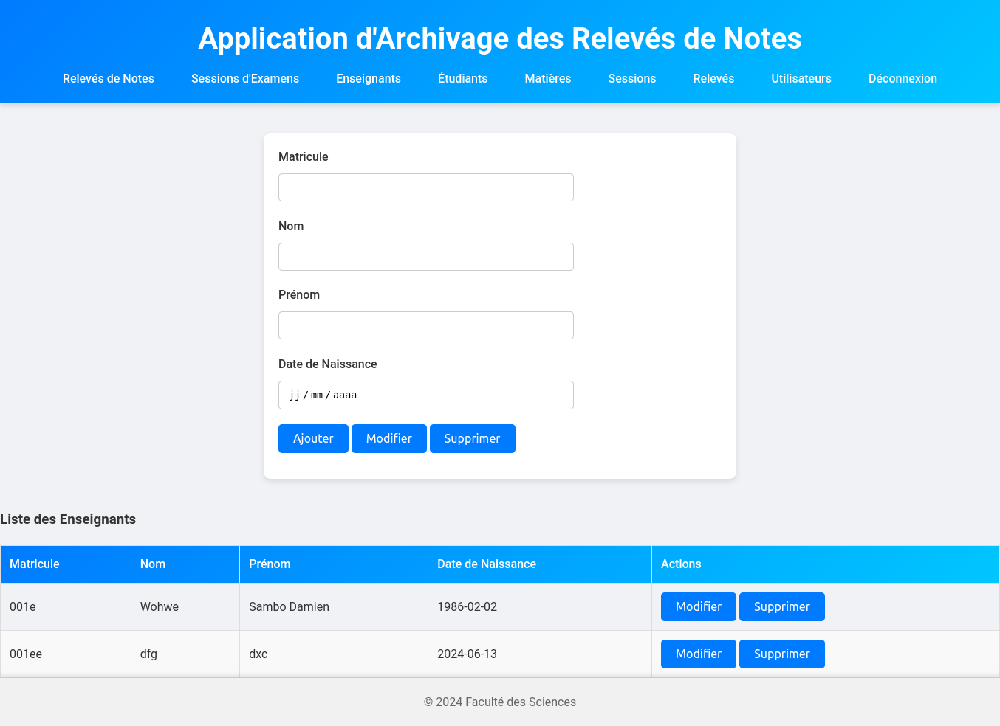 Application d'Archivage des Relevés de Notes
Relevés de Notes Sessions d'Examens Enseignants Étudiants Matières Sessions Relevés Utilisateurs Déconnexion
Matricule
Nom
Prénom
Date de Naissance
jj / mm / aaaa
Ajouter Modifier Supprimer
Liste des Enseignants
Matricule Nom Prénom Date de Naissance Actions
001e Wohwe Sambo Damien 1986-02-02 Modifier Supprimer
001ee dfg dxc 2024-06-13 Modifier Supprimer
© 2024 Faculté des Sciences